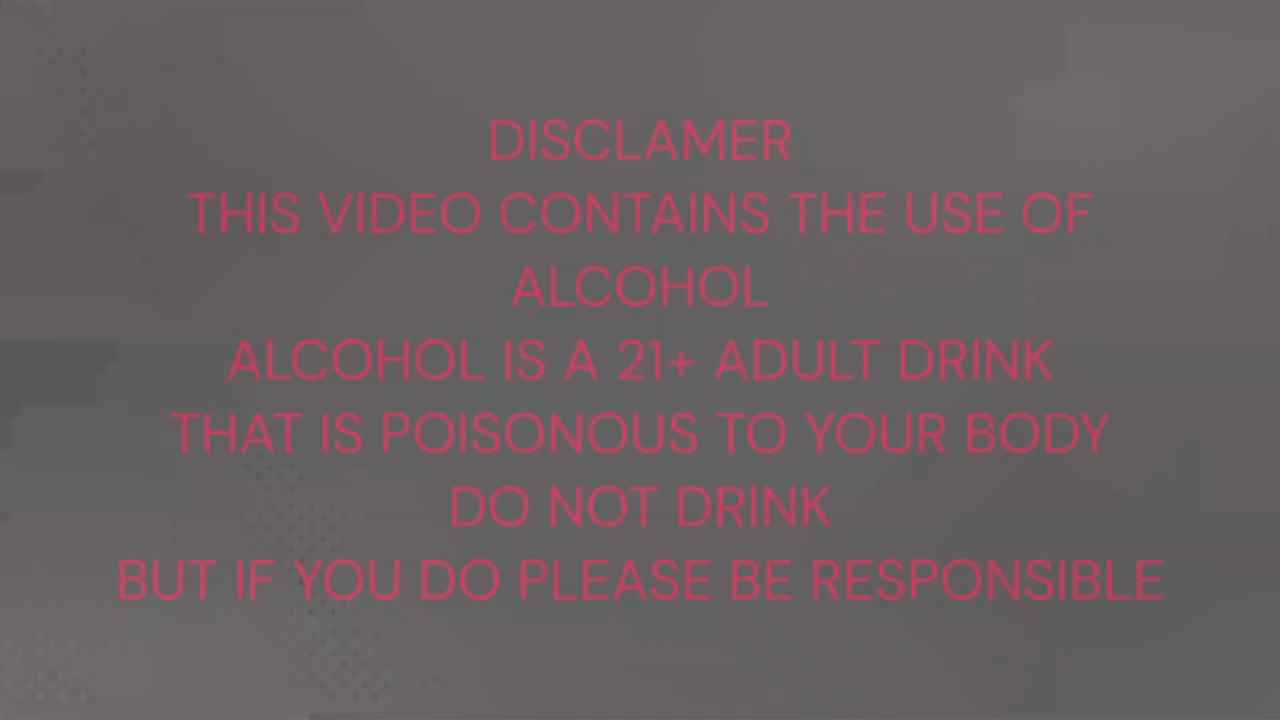 DISCLAMER
THIS VIDEO CONTAINS THE USE OF
ALCOHOL
ALCOHOL IS A 21+ ADULT DRINK
THAT IS POISONOUS TO YOUR BODY
DO NOT DRINK
BUT IF YOU DO PLEASE BE RESPONSIBLE